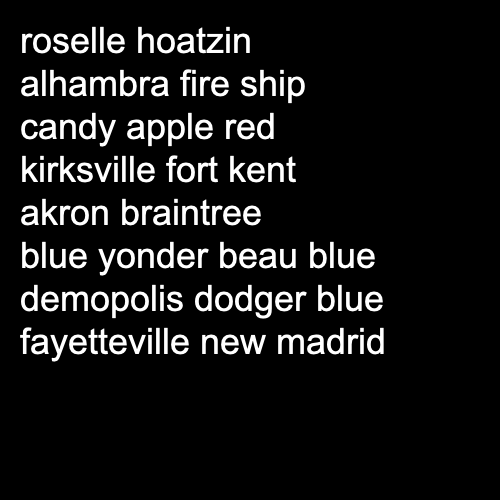 roselle hoatzin
alhambra fire ship
candy apple red
kirksville fort kent
akron braintree
blue yonder beau blue
demopolis dodger blue
fayetteville new madrid